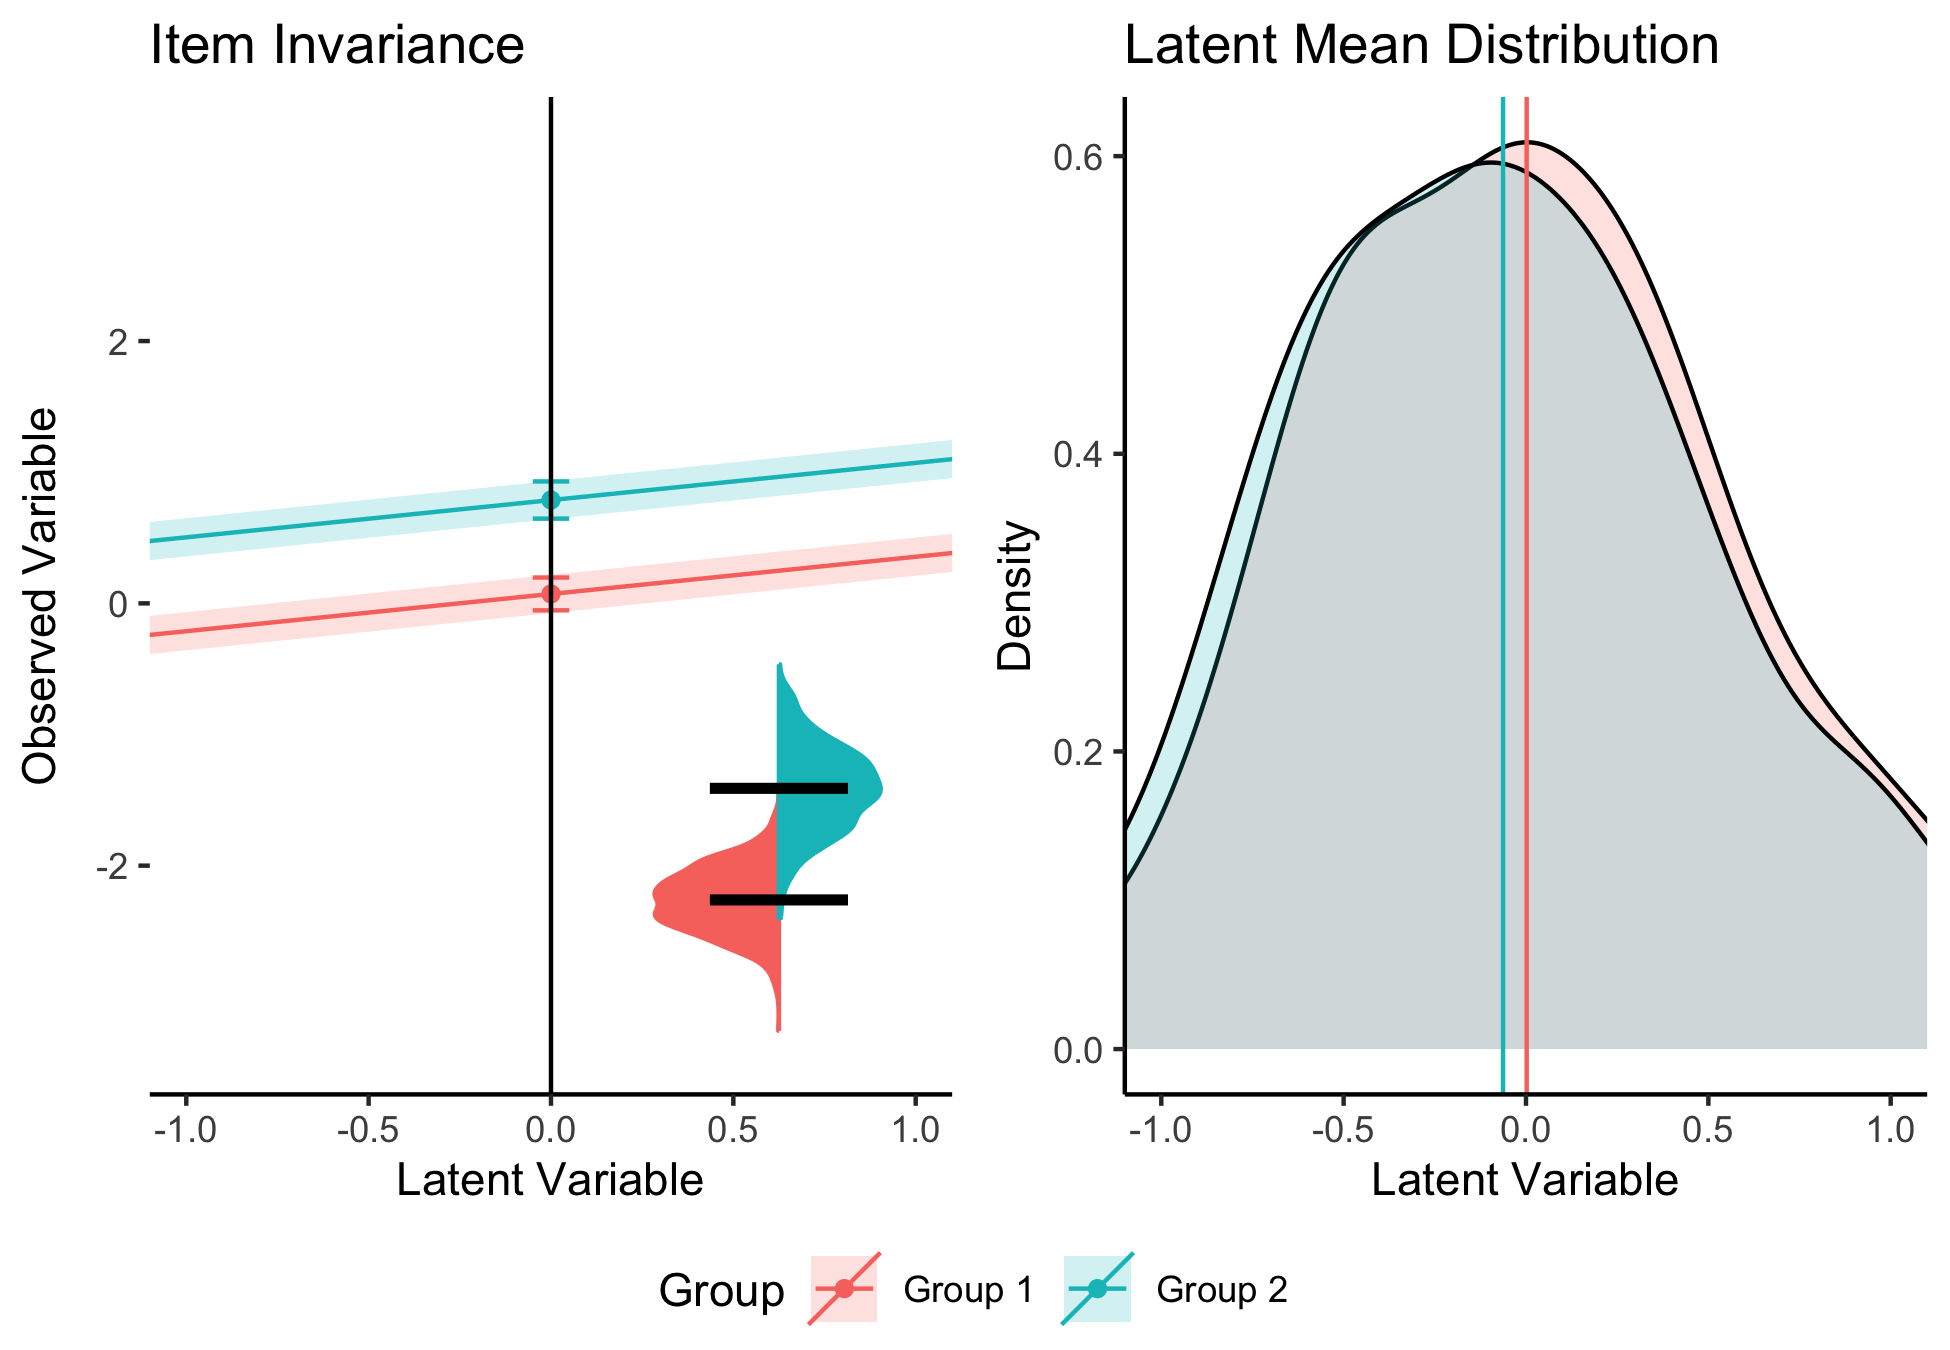 Item Invariance
Observed Variable
2
0
-2
-1.0 -0.5 0.0 0.5 1.0
Latent Variable
Latent Mean Distribution
Density
0.6
0.4
0.2
0.0
-1.0 -0.5 0.0 0.5 1.0
Latent Variable
Group Group 1 Group 2